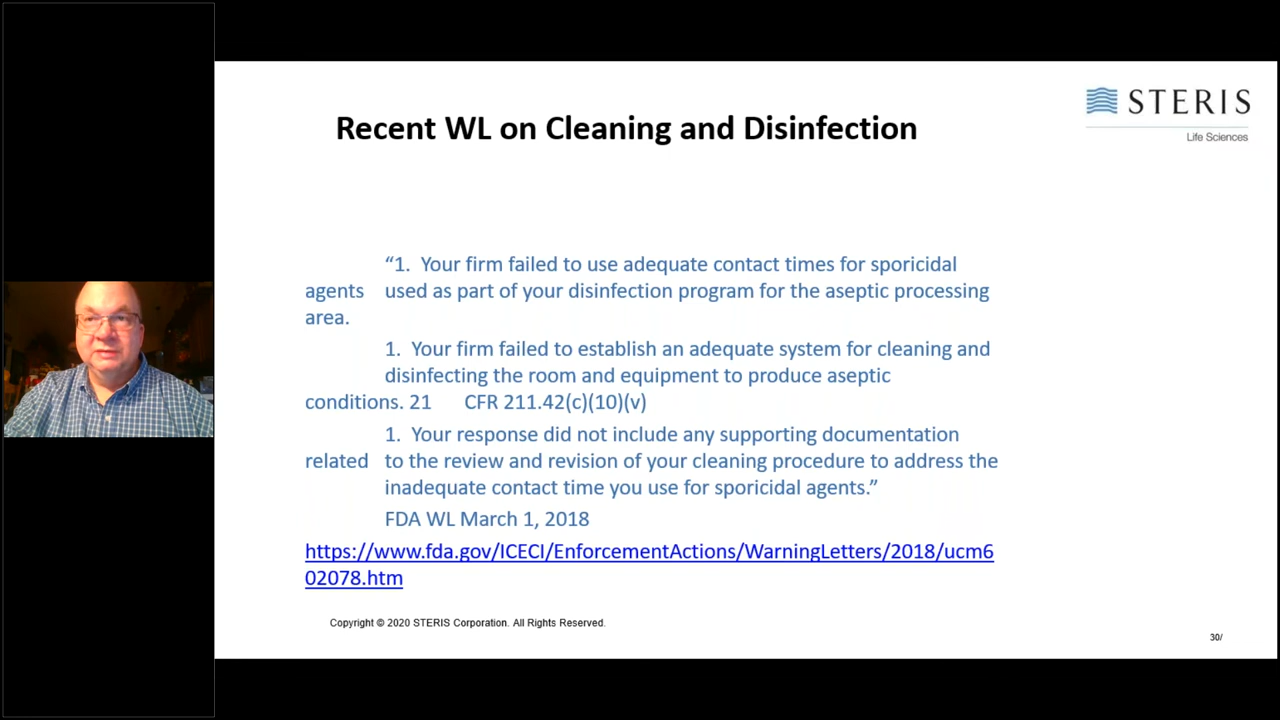 STERIS
Life Sciences
Recent WL on Cleaning and Disinfection
“1. Your firm failed to use adequate contact times for sporicidal
agents used as part of your disinfection program for the aseptic processing
area.
1. Your firm failed to establish an adequate system for cleaning and
disinfecting the room and equipment to produce aseptic
conditions. 21 CFR 211.42(c)(10)(v)
1. Your response did not include any supporting documentation
related to the review and revision of your cleaning procedure to address the
inadequate contact time you use for sporicidal agents.”
FDA WL March 1, 2018
https://www.fda.gov/ICECI/EnforcementActions/WarningLetters/2018/ucm6
02078.htm
Copyright © 2020 STERIS Corporation. All Rights Reserved.
30/